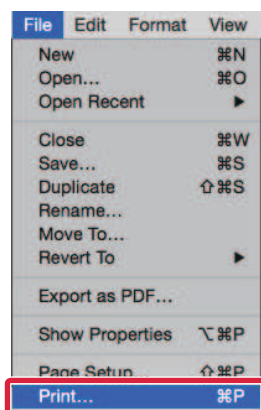 File Edit Format View
New ⌘N
Open... ⌘O
Open Recent ▶
Close ⌘W
Save... ⌘S
Duplicate ⇧⌘S
Rename...
Move To...
Revert To ▶
Export as PDF...
Show Properties ⌥⌘P
Page Setup... ⇧⌘P
Print... ⌘P